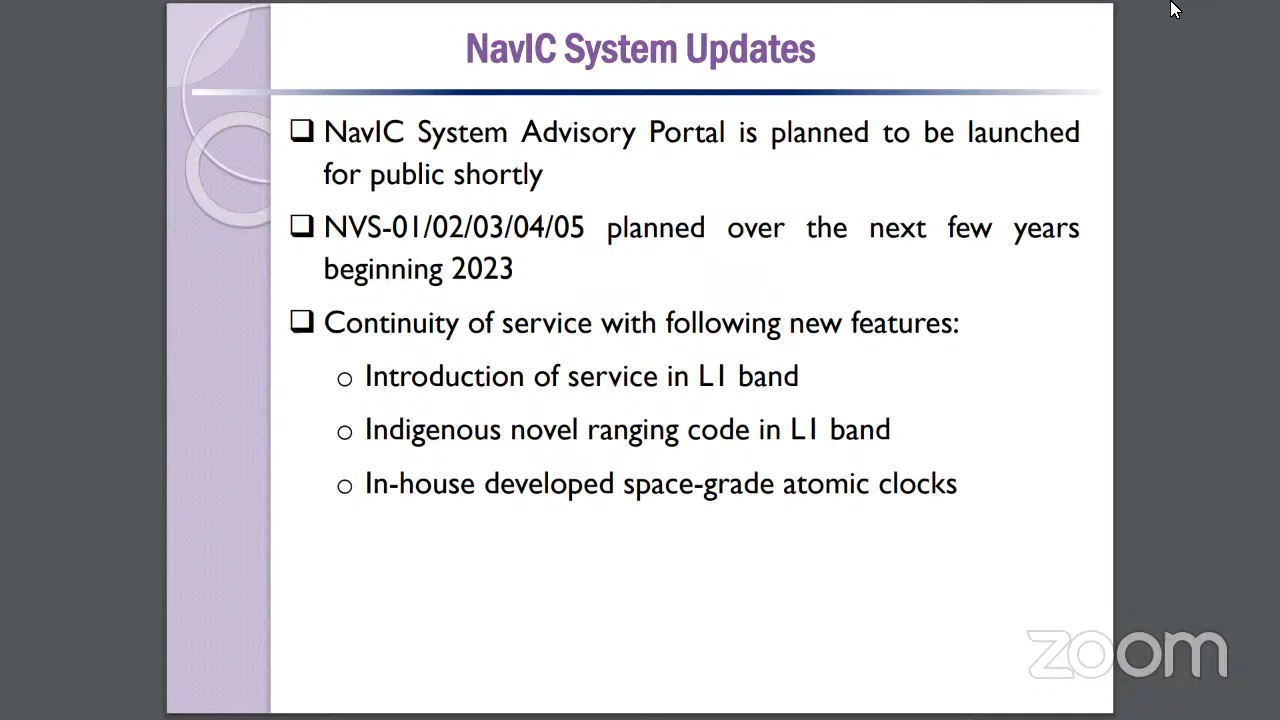 NavIC System Updates
NavIC System Advisory Portal is planned to be launched
for public shortly
NVS-01/02/03/04/05 planned over the next few years
beginning 2023
Continuity of service with following new features:
Introduction of service in L1 band
Indigenous novel ranging code in L1 band
In-house developed space-grade atomic clocks
zoom